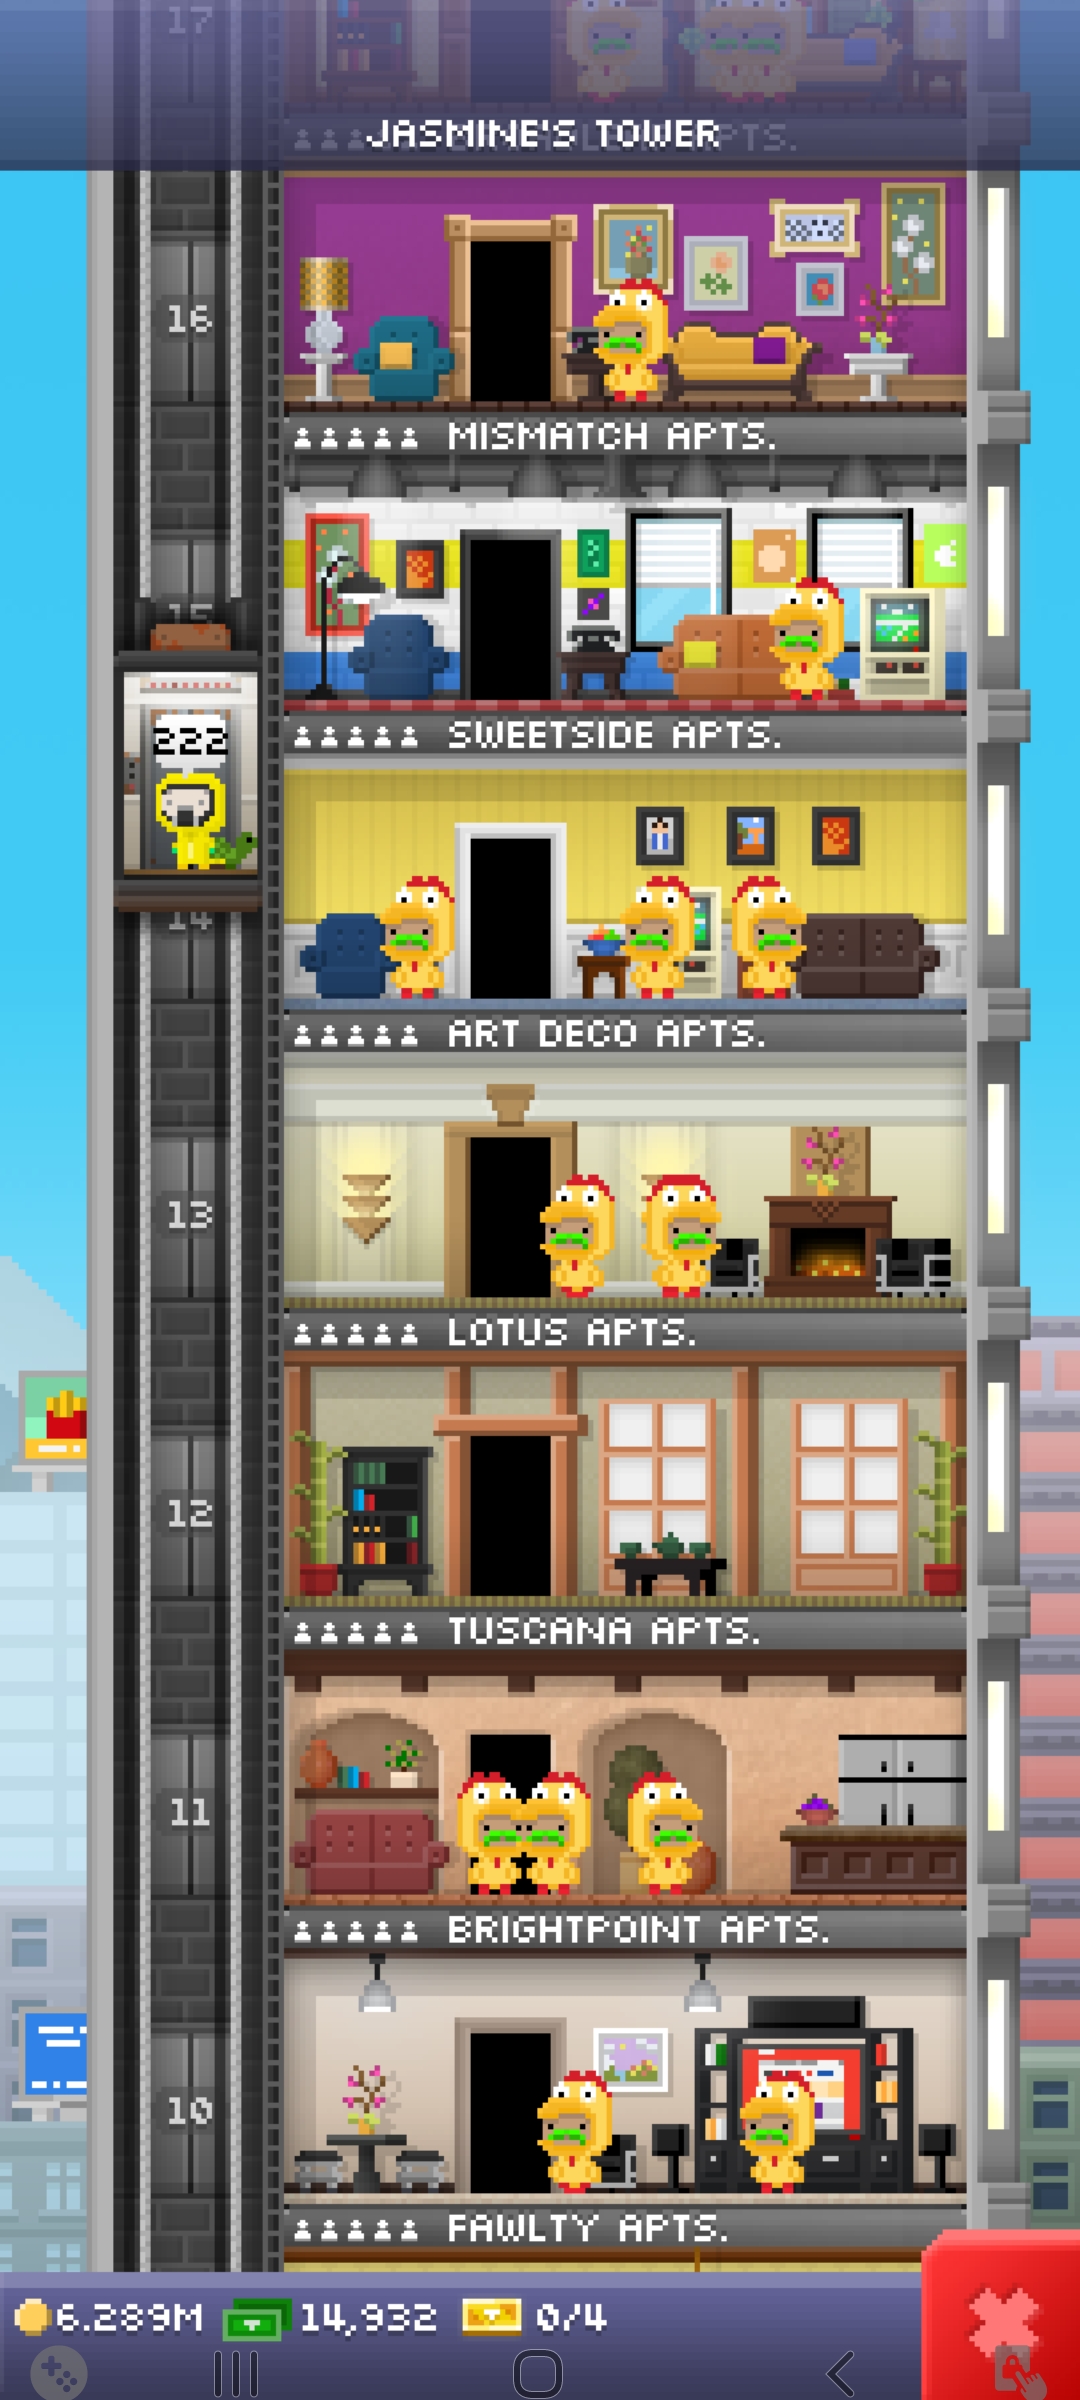 17
JASMINE'S TOWER
APTS.
16
MISMATCH APTS.
15
SWEETSIDE APTS.
222
14
ART DECO APTS.
13
LOTUS APTS.
12
TUSCANA APTS.
11
BRIGHTPOINT APTS.
10
FAWLTY APTS.
6.289M 14,932 0/4